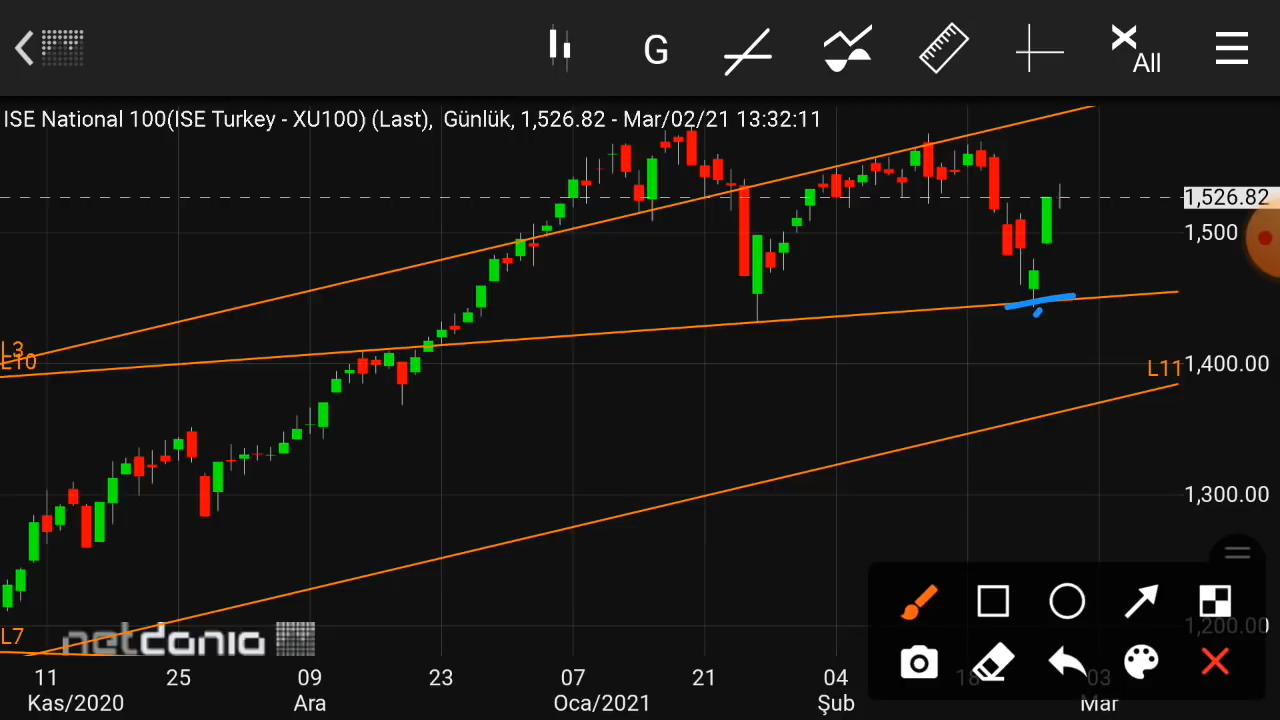 G
All
ISE National 100(ISE Turkey - XU100) (Last), Günlük, 1,526.82 - Mar/02/21 13:32:11
1,526.82
1,500
L3
L10
L11
1,400.00
1,300.00
1,200.00
L7
netdania
11 25 09 23 07 21 04 18 03
Kas/2020 Ara Oca/2021 Şub Mar